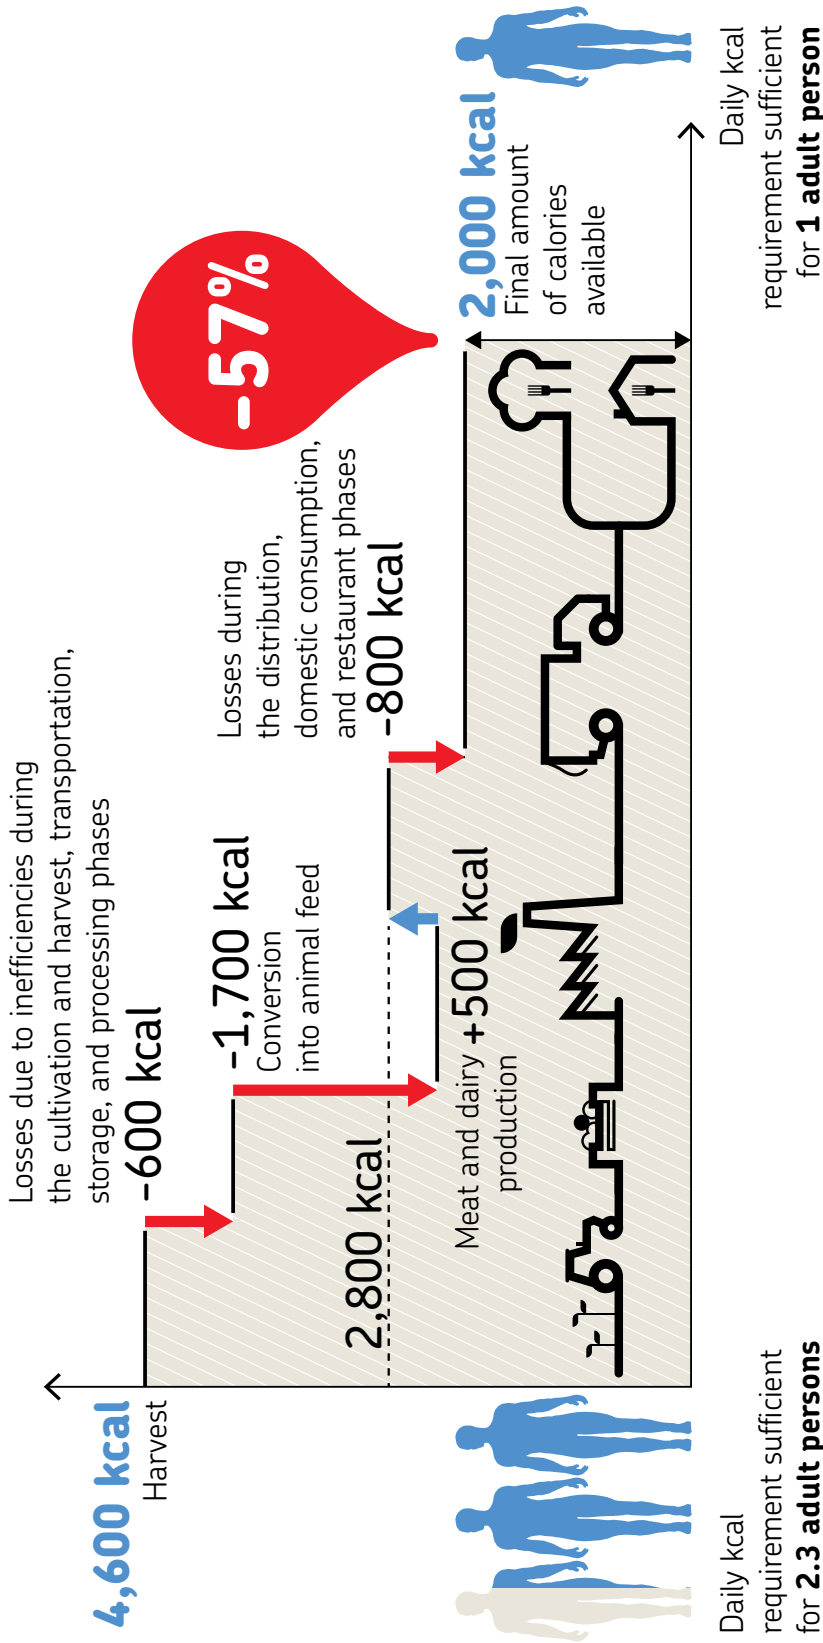 4,600 kcal
Harvest
Losses due to inefficiencies during
the cultivation and harvest, transportation,
storage, and processing phases
-600 kcal
-1,700 kcal
Conversion
into animal feed
2,800 kcal
Meat and dairy +500 kcal
production
Losses during
the distribution,
domestic consumption,
and restaurant phases
-800 kcal
-57%
2,000 kcal
Final amount
of calories
available
Daily kcal
requirement sufficient
for 2.3 adult persons
Daily kcal
requirement sufficient
for 1 adult person